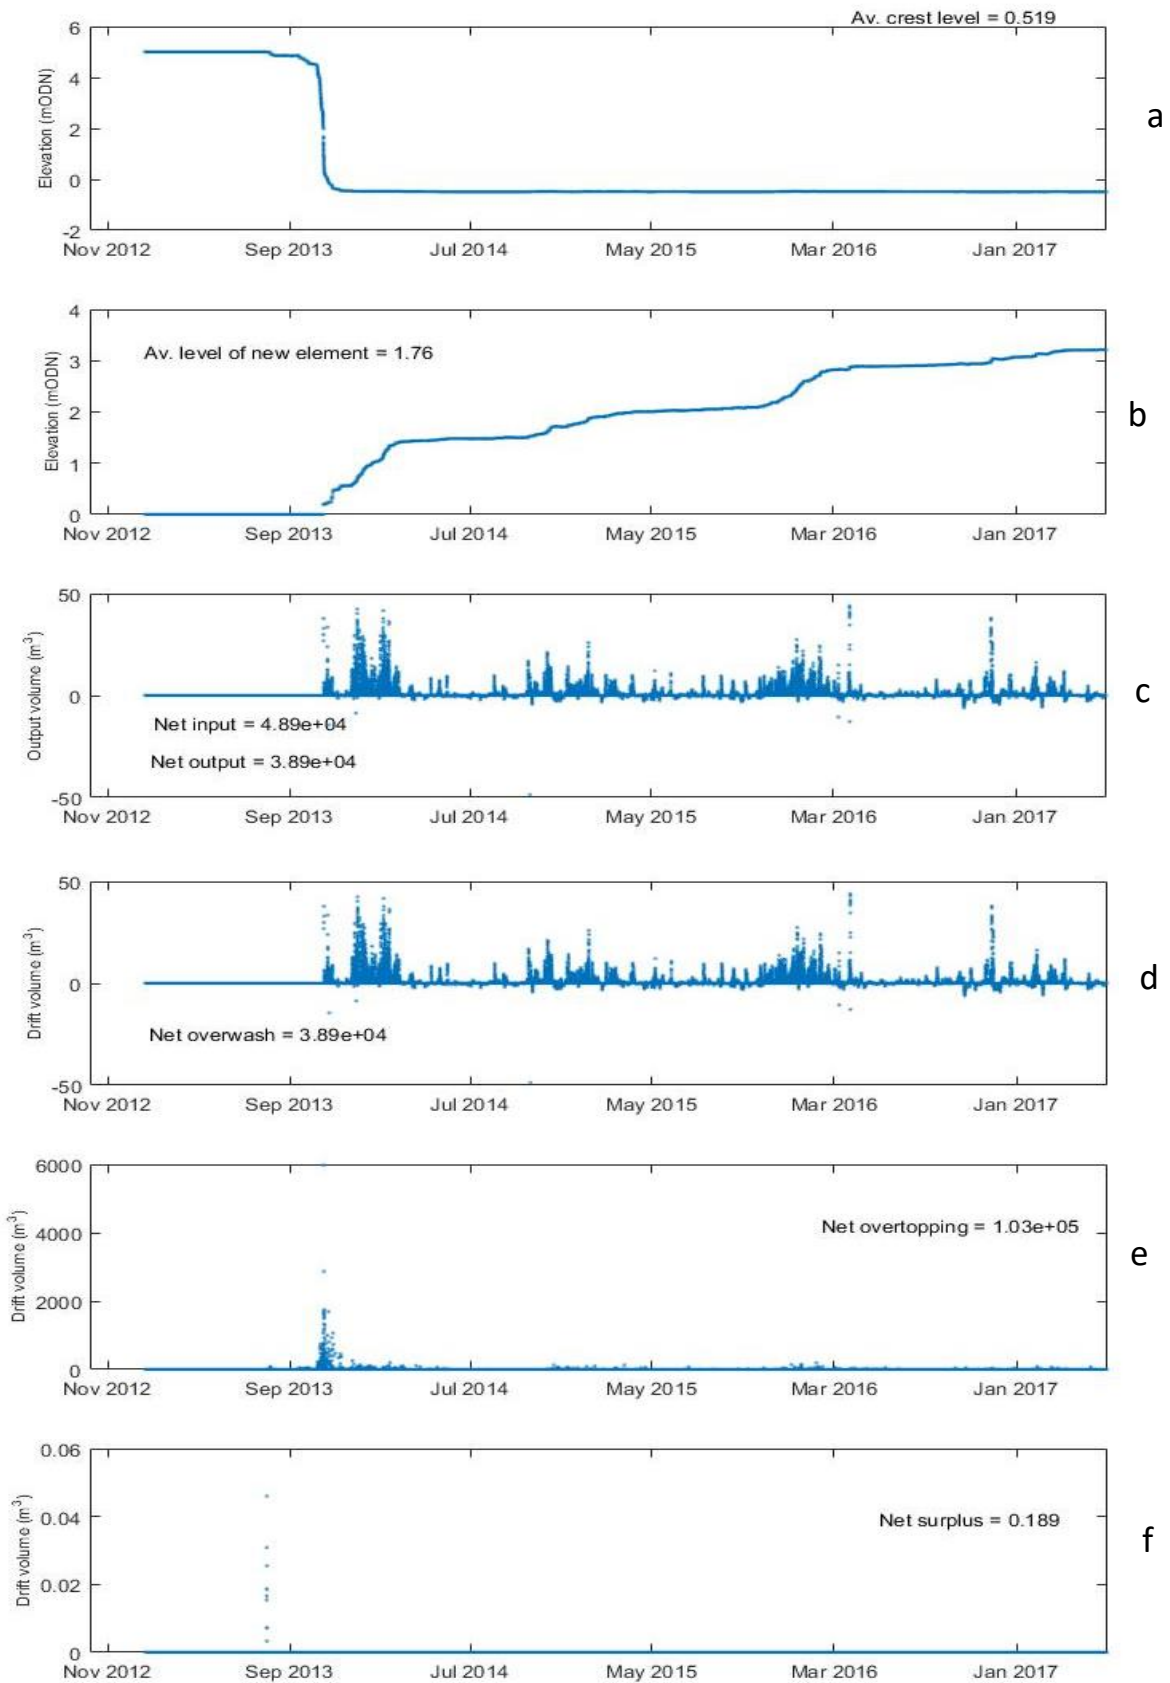 Av. crest level = 0.519
6
4
2
0
-2
Elevation (mODN)
Nov 2012 Sep 2013 Jul 2014 May 2015 Mar 2016 Jan 2017
a
4
3
2
1
0
Elevation (mODN)
Av. level of new element = 1.76
Nov 2012 Sep 2013 Jul 2014 May 2015 Mar 2016 Jan 2017
b
50
0
-50
Output volume (m³)
Net input = 4.89e+04
Net output = 3.89e+04
Nov 2012 Sep 2013 Jul 2014 May 2015 Mar 2016 Jan 2017
c
50
0
-50
Drift volume (m³)
Net overwash = 3.89e+04
Nov 2012 Sep 2013 Jul 2014 May 2015 Mar 2016 Jan 2017
d
6000
4000
2000
0
Drift volume (m³)
Net overtopping = 1.03e+05
Nov 2012 Sep 2013 Jul 2014 May 2015 Mar 2016 Jan 2017
e
0.06
0.04
0.02
0
Drift volume (m³)
Net surplus = 0.189
Nov 2012 Sep 2013 Jul 2014 May 2015 Mar 2016 Jan 2017
f